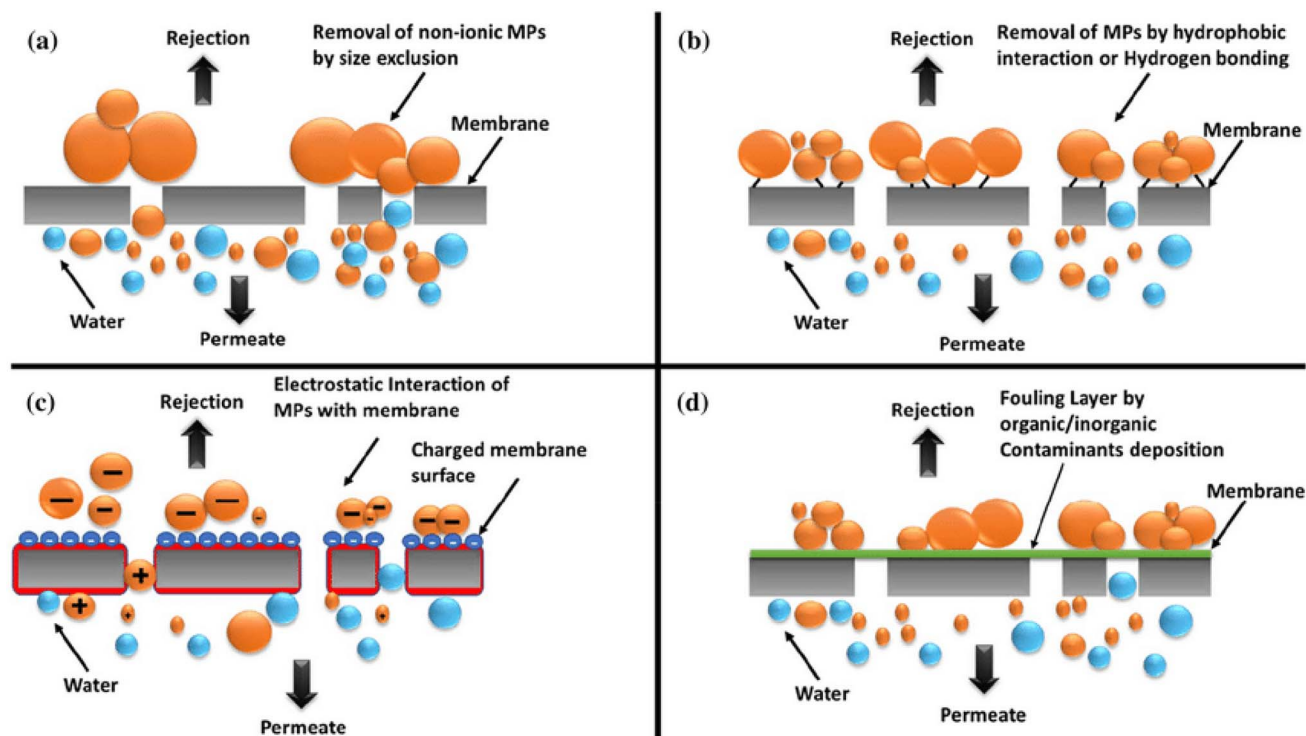 (a)
Rejection
Removal of non-ionic MPs
by size exclusion
Membrane
Water
Permeate
(b)
Rejection
Removal of MPs by hydrophobic
interaction or Hydrogen bonding
Membrane
Water
Permeate
(c)
Rejection
Electrostatic Interaction of
MPs with membrane
Charged membrane
surface
Water
Permeate
(d)
Rejection
Fouling Layer by
organic/inorganic
Contaminants deposition
Membrane
Water
Permeate